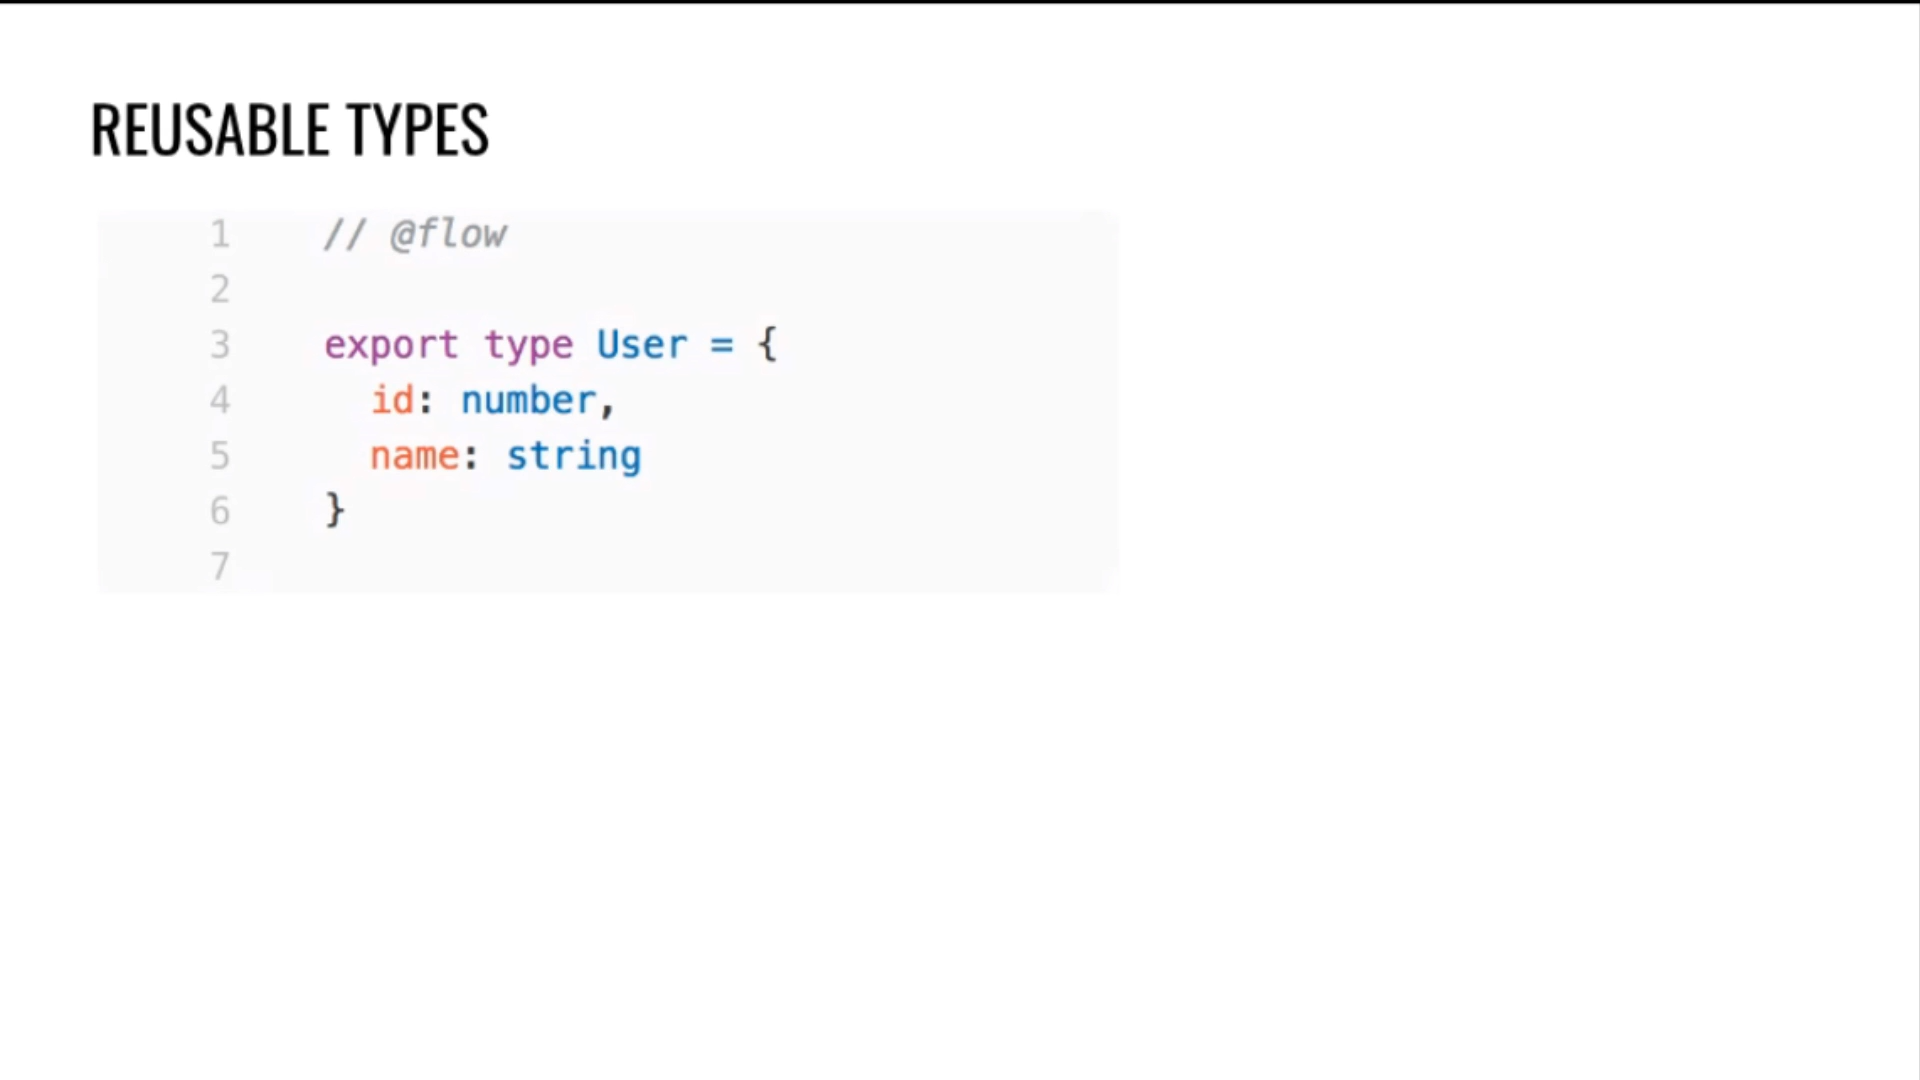 REUSABLE TYPES
1 // @flow
2
3 export type User = {
4 id: number,
5 name: string
6 }
7